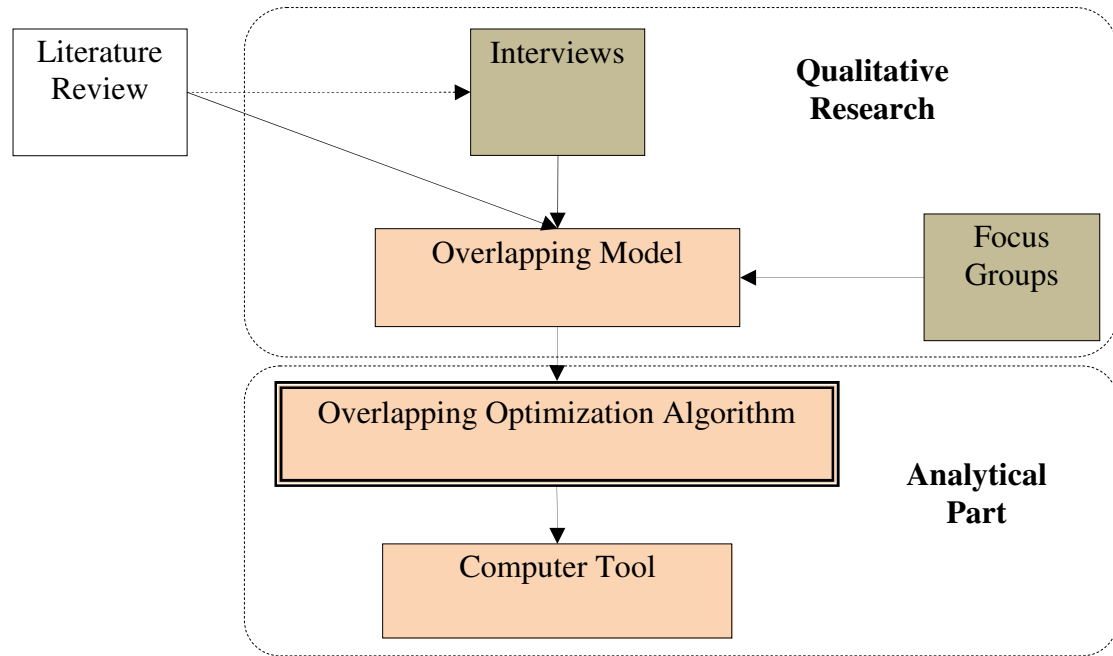 Literature
Review
Interviews
Qualitative
Research
Overlapping Model
Focus
Groups
Overlapping Optimization Algorithm
Analytical
Part
Computer Tool